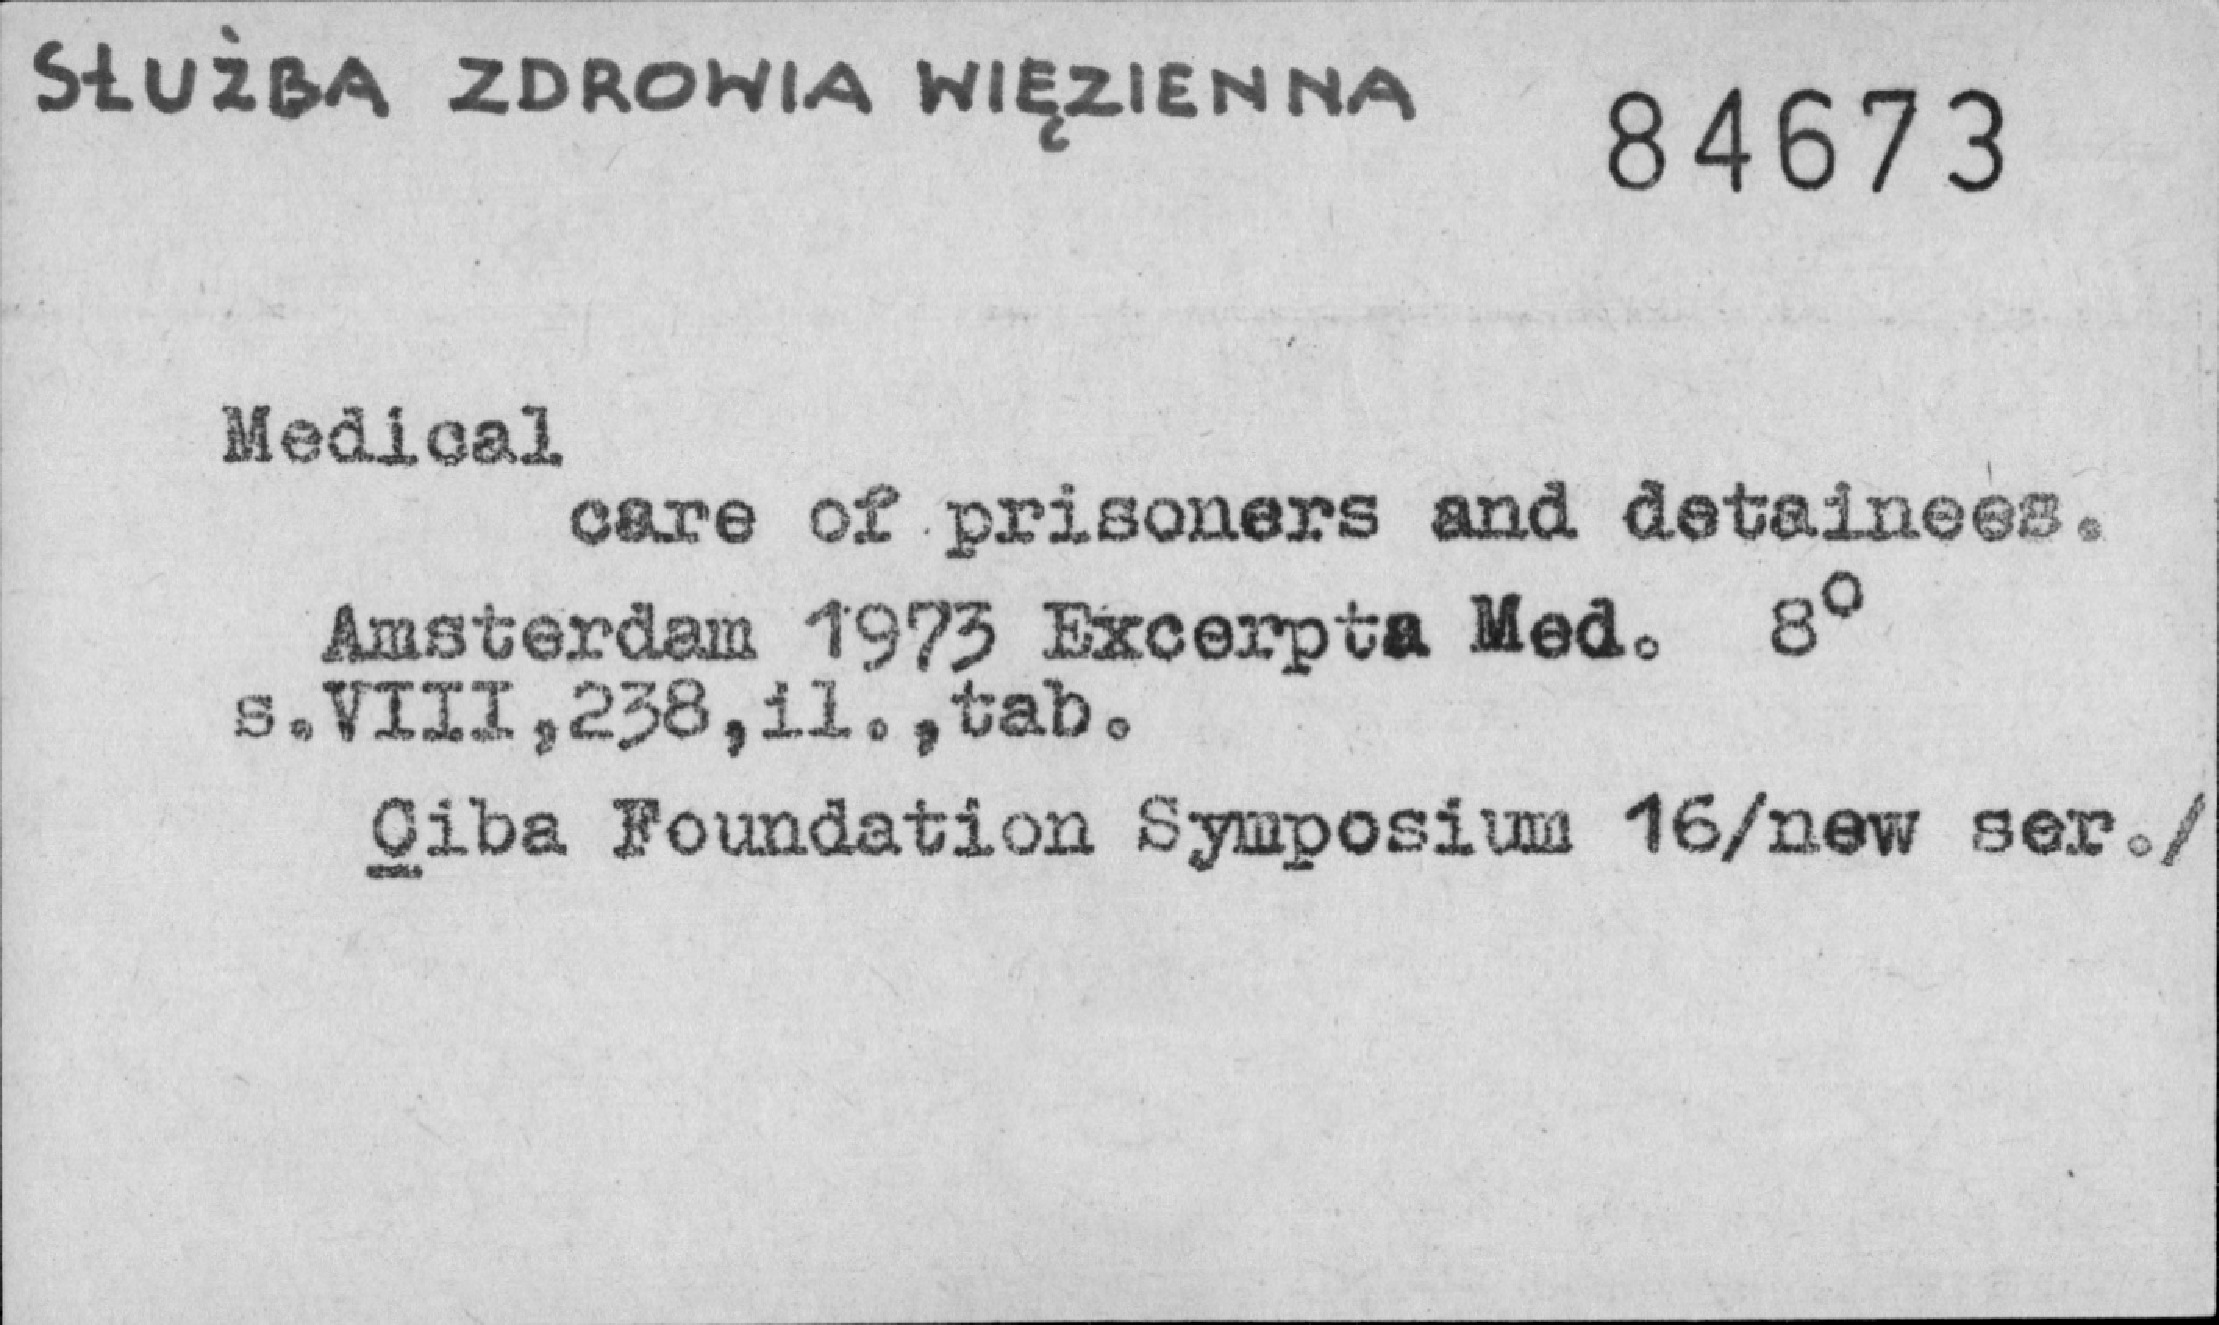 SŁUŻBA ZDROWIA WIĘZIENNA 84673
Medical
care of prisoners and detainees.
Amsterdam 1973 Excerpta Med. 8°
s.VIII,238,il.,tab.
Ciba Foundation Symposium 16/new ser./